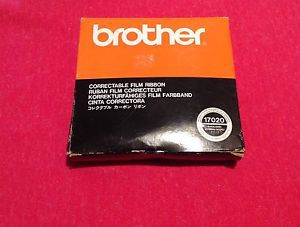 brother
CORRECTABLE FILM RIBBON
RUBAN FILM CORRECTEUR
KORREKTURFÄHIGES FILM FARBBAND
CINTA CORRECTORA
コレクタブル カーボン リボン
17020